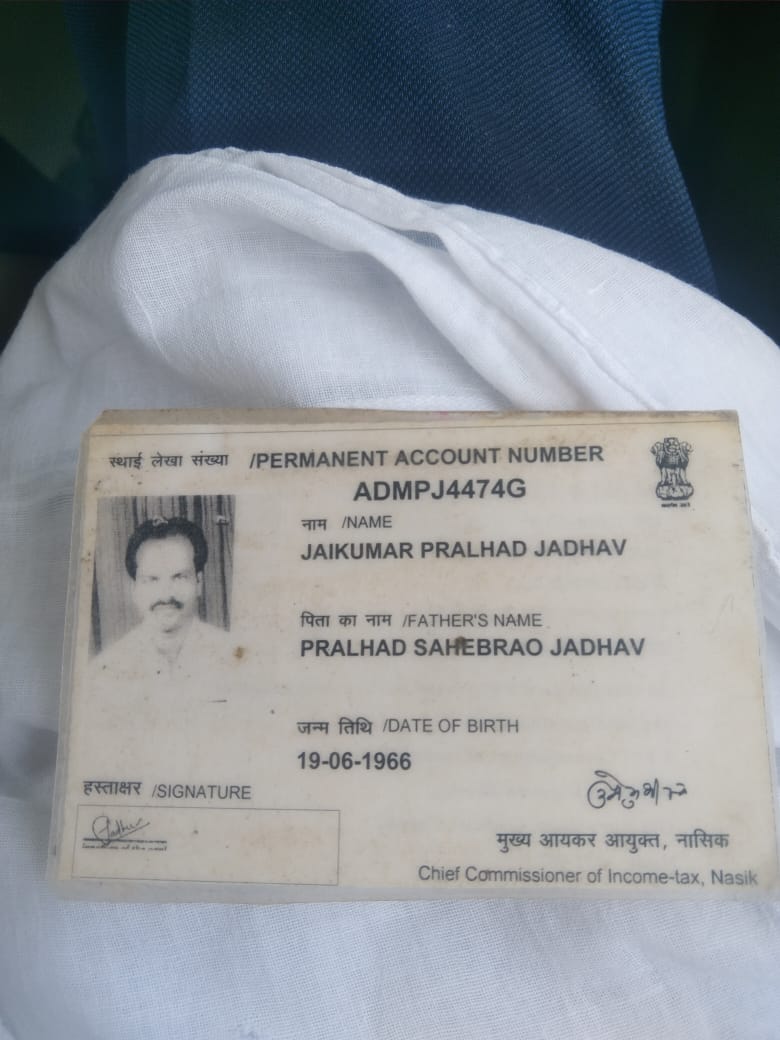 स्थाई लेखा संख्या /PERMANENT ACCOUNT NUMBER
ADMPJ4474G
नाम /NAME
JAIKUMAR PRALHAD JADHAV
पिता का नाम /FATHER'S NAME
PRALHAD SAHEBRAO JADHAV
जन्म तिथि /DATE OF BIRTH
19-06-1966
हस्ताक्षर /SIGNATURE
मुख्य आयकर आयुक्त, नासिक
Chief Commissioner of Income-tax, Nasik